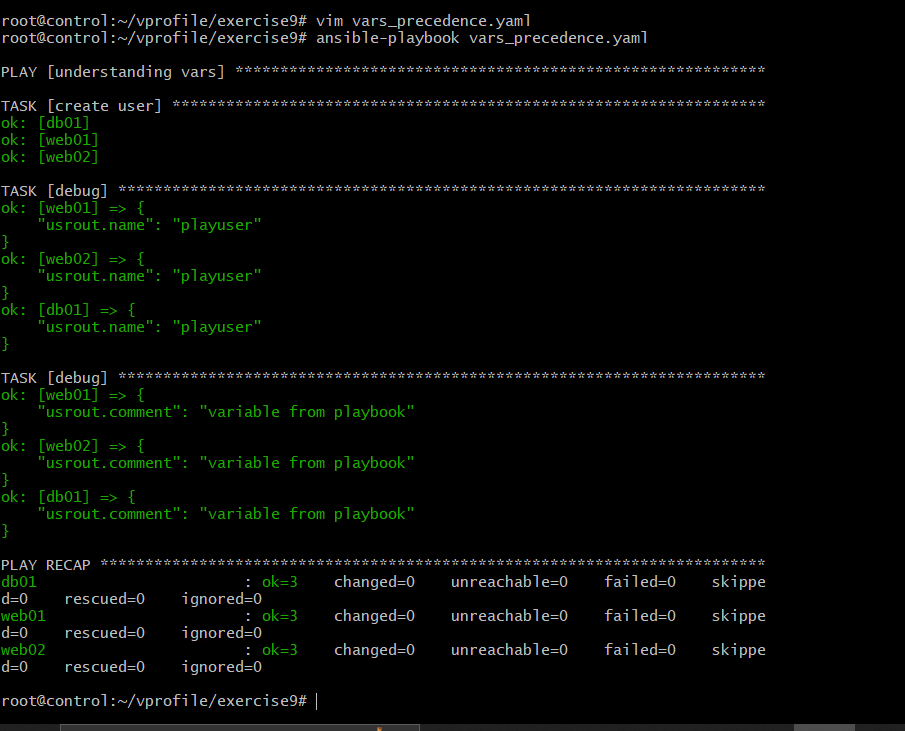 root@control:~/vprofile/exercise9# vim vars_precedence.yaml
root@control:~/vprofile/exercise9# ansible-playbook vars_precedence.yaml
PLAY [understanding vars] ***********************************************************
TASK [create user] ******************************************************************
ok: [db01]
ok: [web01]
ok: [web02]
TASK [debug] ************************************************************************
ok: [web01] => {
    "usrout.name": "playuser"
}
ok: [web02] => {
    "usrout.name": "playuser"
}
ok: [db01] => {
    "usrout.name": "playuser"
}
TASK [debug] ************************************************************************
ok: [web01] => {
    "usrout.comment": "variable from playbook"
}
ok: [web02] => {
    "usrout.comment": "variable from playbook"
}
ok: [db01] => {
    "usrout.comment": "variable from playbook"
}
PLAY RECAP **************************************************************************
db01                       : ok=3    changed=0    unreachable=0    failed=0    skippe
d=0    rescued=0    ignored=0
web01                      : ok=3    changed=0    unreachable=0    failed=0    skippe
d=0    rescued=0    ignored=0
web02                      : ok=3    changed=0    unreachable=0    failed=0    skippe
d=0    rescued=0    ignored=0
root@control:~/vprofile/exercise9#